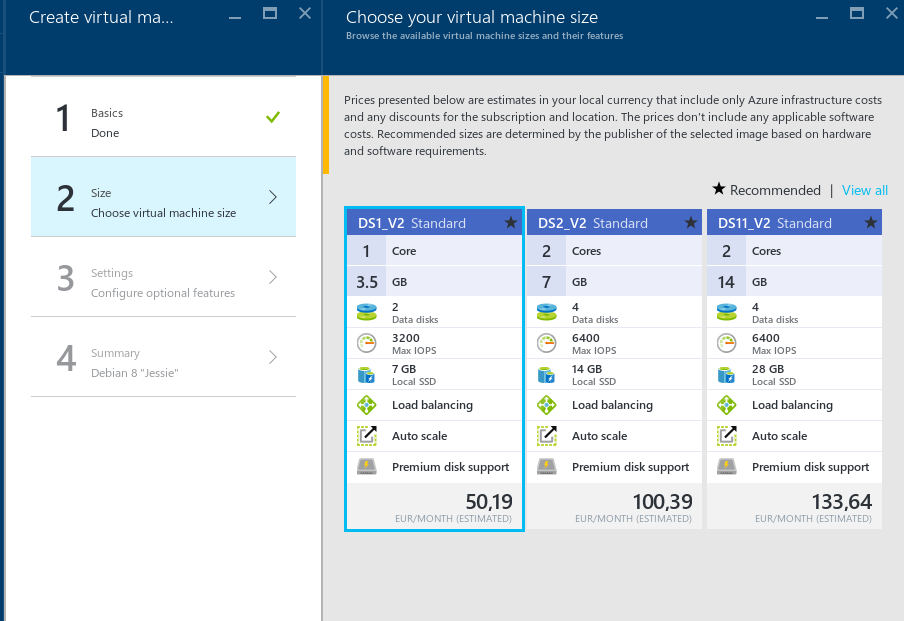 Create virtual ma...
1
Basics
Done
2
Size
Choose virtual machine size
3
Settings
Configure optional features
4
Summary
Debian 8 "Jessie"
Choose your virtual machine size
Browse the available virtual machine sizes and their features
Prices presented below are estimates in your local currency that include only Azure infrastructure costs
and any discounts for the subscription and location. The prices don't include any applicable software
costs. Recommended sizes are determined by the publisher of the selected image based on hardware
and software requirements.
★ Recommended | View all
DS1_V2 Standard ★
1 Core
3.5 GB
2
Data disks
3200
Max IOPS
7 GB
Local SSD
Load balancing
Auto scale
Premium disk support
50,19
EUR/MONTH (ESTIMATED)
DS2_V2 Standard ★
2 Cores
7 GB
4
Data disks
6400
Max IOPS
14 GB
Local SSD
Load balancing
Auto scale
Premium disk support
100,39
EUR/MONTH (ESTIMATED)
DS11_V2 Standard ★
2 Cores
14 GB
4
Data disks
6400
Max IOPS
28 GB
Local SSD
Load balancing
Auto scale
Premium disk support
133,64
EUR/MONTH (ESTIMATED)